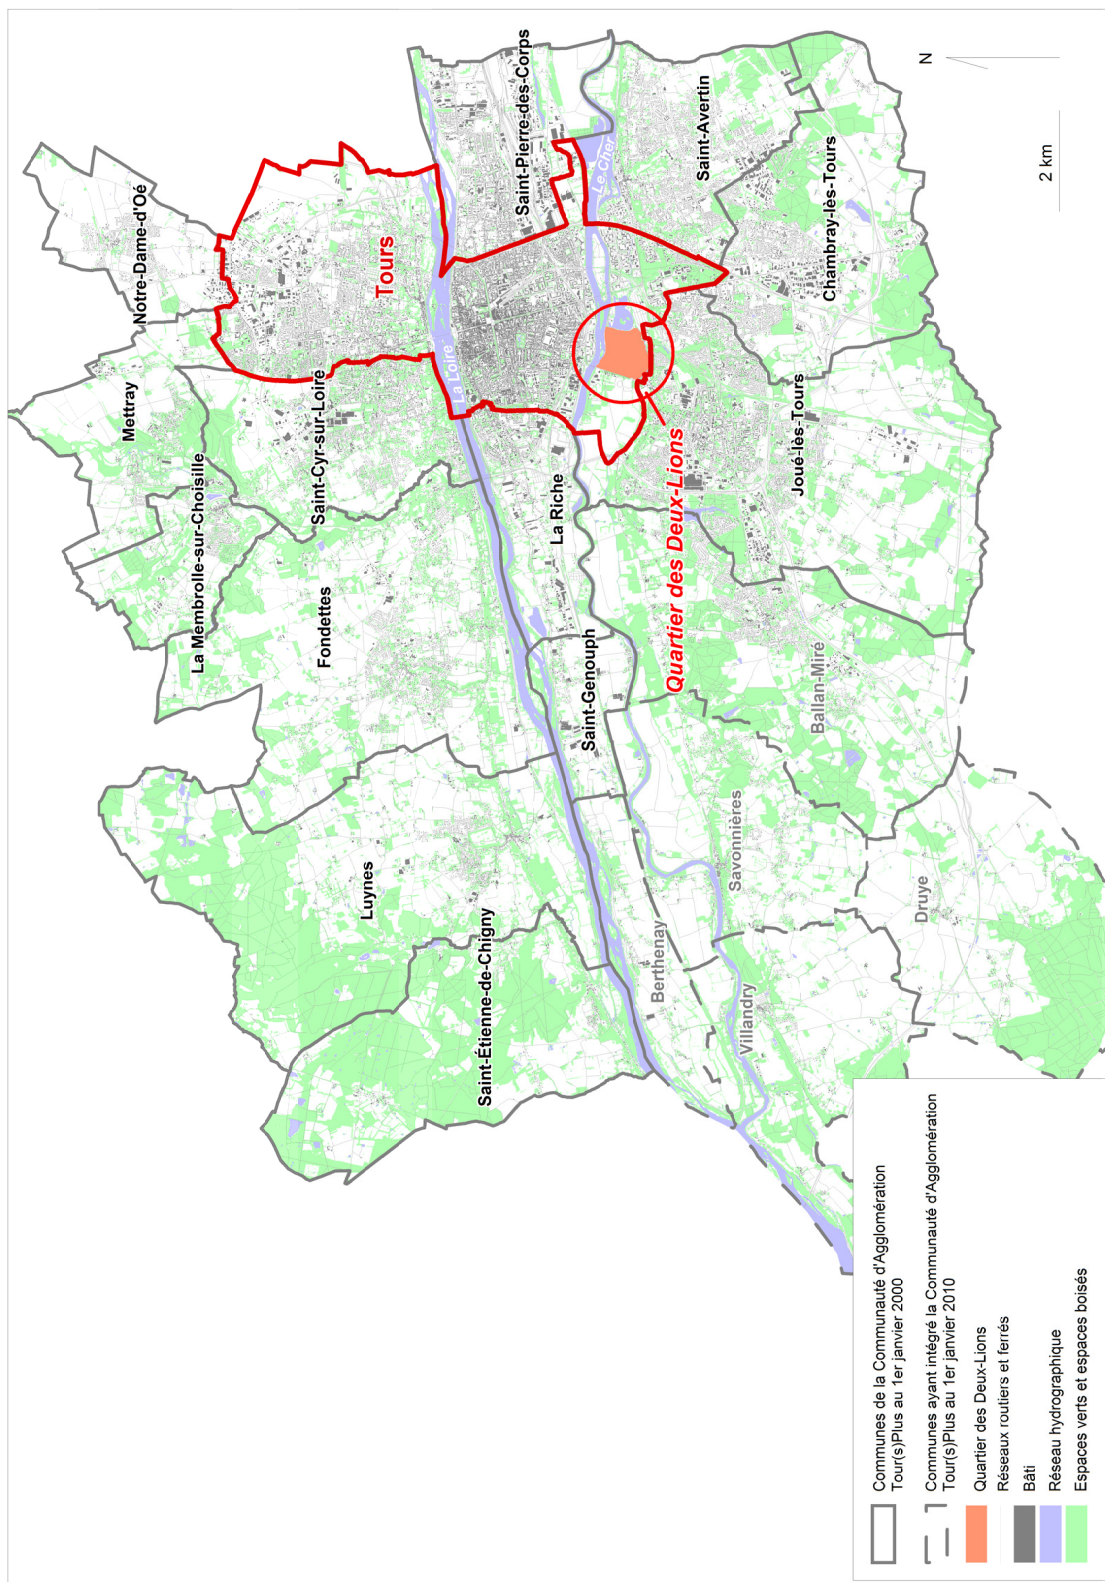 Notre-Dame-d'Oé
Mettray
La Membrolle-sur-Choisille
Saint-Cyr-sur-Loire
Tours
Fondettes
Luynes
La Loire
Saint-Étienne-de-Chigny
Saint-Pierre-des-Corps
La Riche
Saint-Genouph
Le Cher
Berthenay
Quartier des Deux-Lions
Saint-Avertin
Savonnières
Villandry
Joué-lès-Tours
Ballan-Miré
Chambray-lès-Tours
Druye
N
2 km
Communes de la Communauté d'Agglomération
Tour(s)Plus au 1er janvier 2000
Communes ayant intégré la Communauté d'Agglomération
Tour(s)Plus au 1er janvier 2010
Quartier des Deux-Lions
Réseaux routiers et ferrés
Bâti
Réseau hydrographique
Espaces verts et espaces boisés